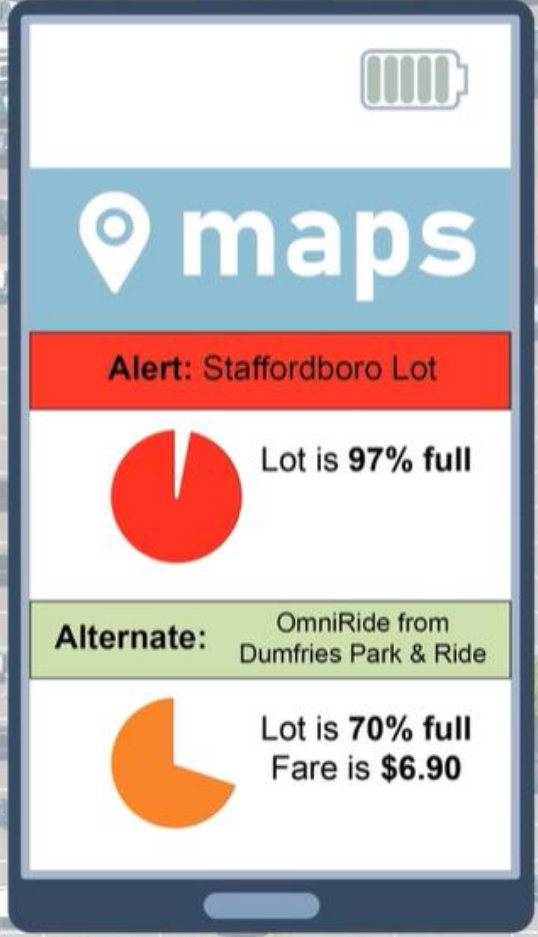 maps
Alert: Staffordboro Lot
Lot is 97% full
Alternate:
OmniRide from
Dumfries Park & Ride
Lot is 70% full
Fare is $6.90